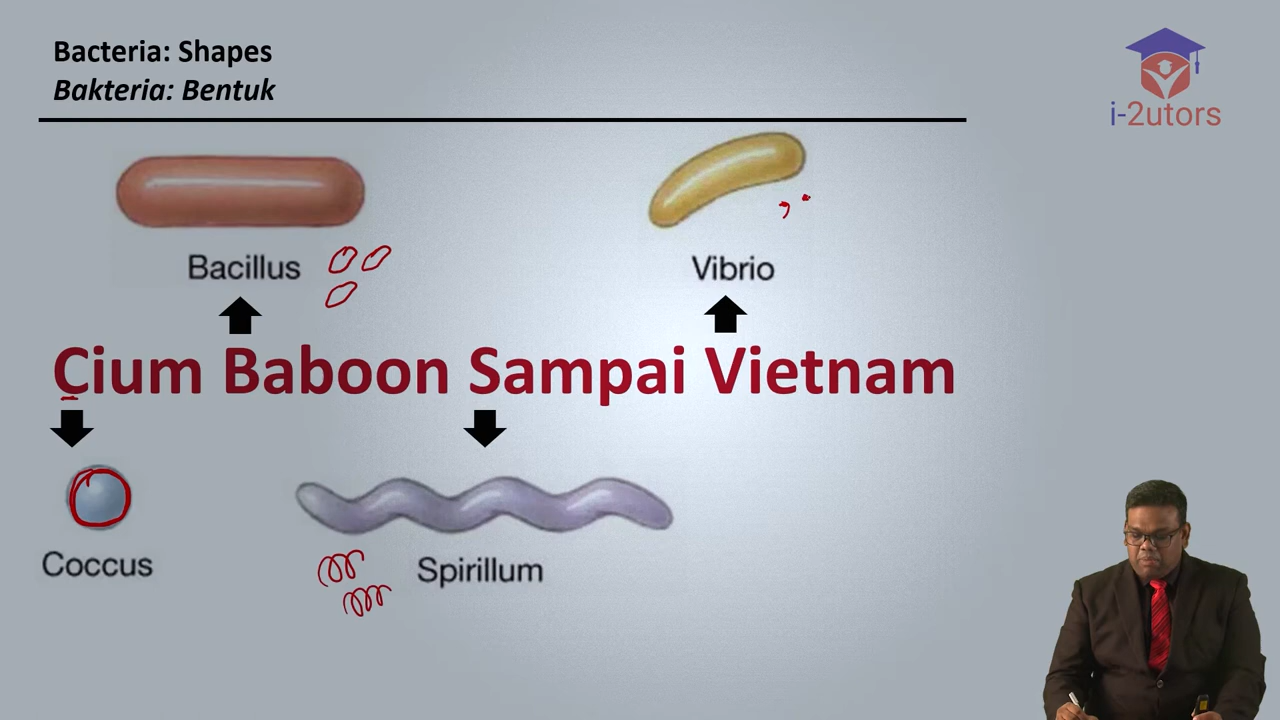 Bacteria: Shapes
Bakteria: Bentuk
i-2utors
Bacillus
Vibrio
Cium Baboon Sampai Vietnam
Coccus
Spirillum